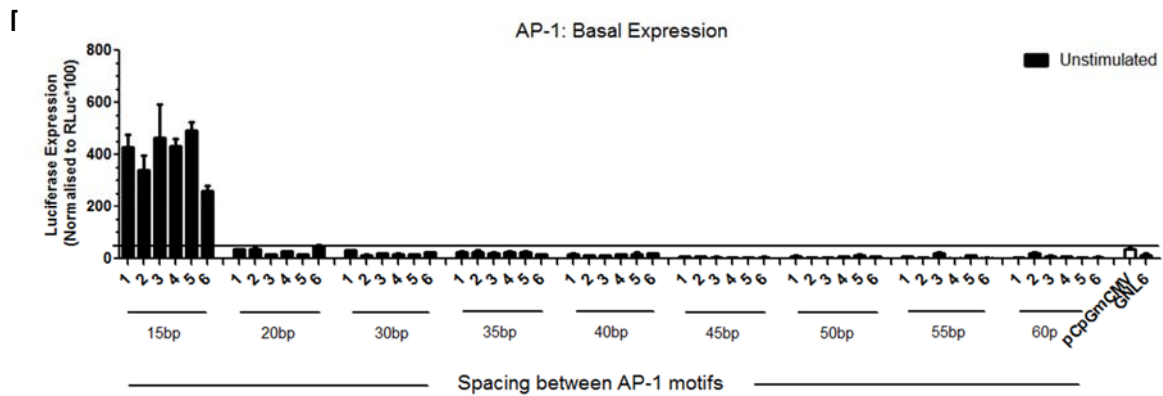 AP-1: Basal Expression
Unstimulated
Luciferase Expression
(Normalised to RLuc*100)
800
600
400
200
0
1 2 3 4 5 6 1 2 3 4 5 6 1 2 3 4 5 6 1 2 3 4 5 6 1 2 3 4 5 6 1 2 3 4 5 6 1 2 3 4 5 6 1 2 3 4 5 6 1 2 3 4 5 6 pCpGmCMV GNL6
15bp 20bp 30bp 35bp 40bp 45bp 50bp 55bp 60p
Spacing between AP-1 motifs